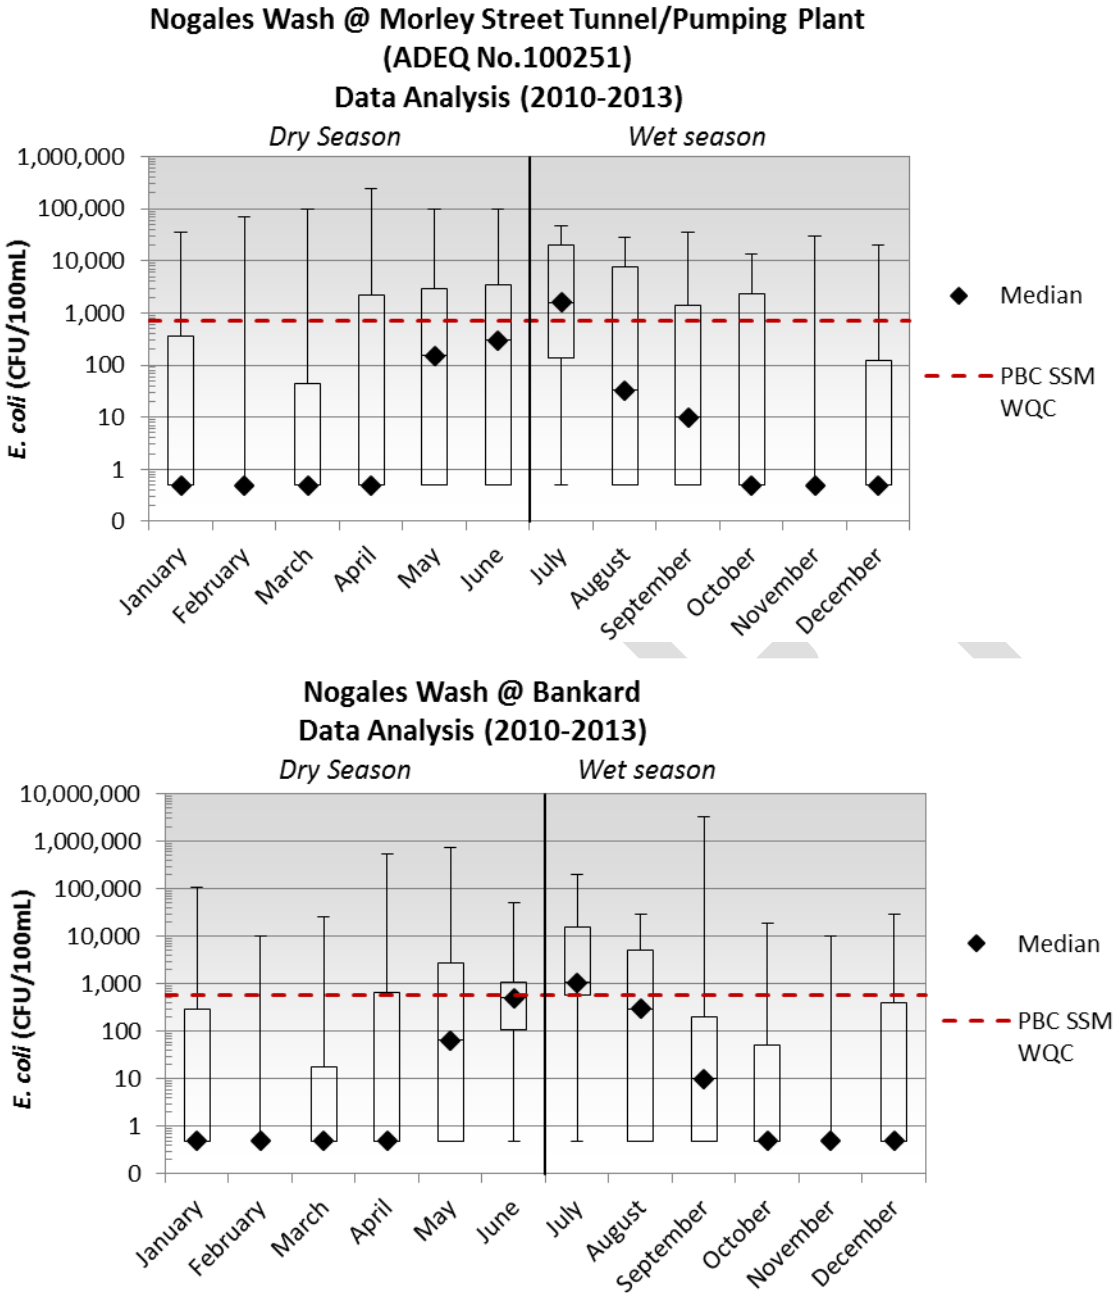 Nogales Wash @ Morley Street Tunnel/Pumping Plant
(ADEQ No.100251)
Data Analysis (2010-2013)
Dry Season Wet season
1,000,000
100,000
10,000
1,000
100
10
1
0
E. coli (CFU/100mL)
Median
PBC SSM
WQC
January February March April May June July August September October November December
Nogales Wash @ Bankard
Data Analysis (2010-2013)
Dry Season Wet season
10,000,000
1,000,000
100,000
10,000
1,000
100
10
1
0
E. coli (CFU/100mL)
Median
PBC SSM
WQC
January February March April May June July August September October November December